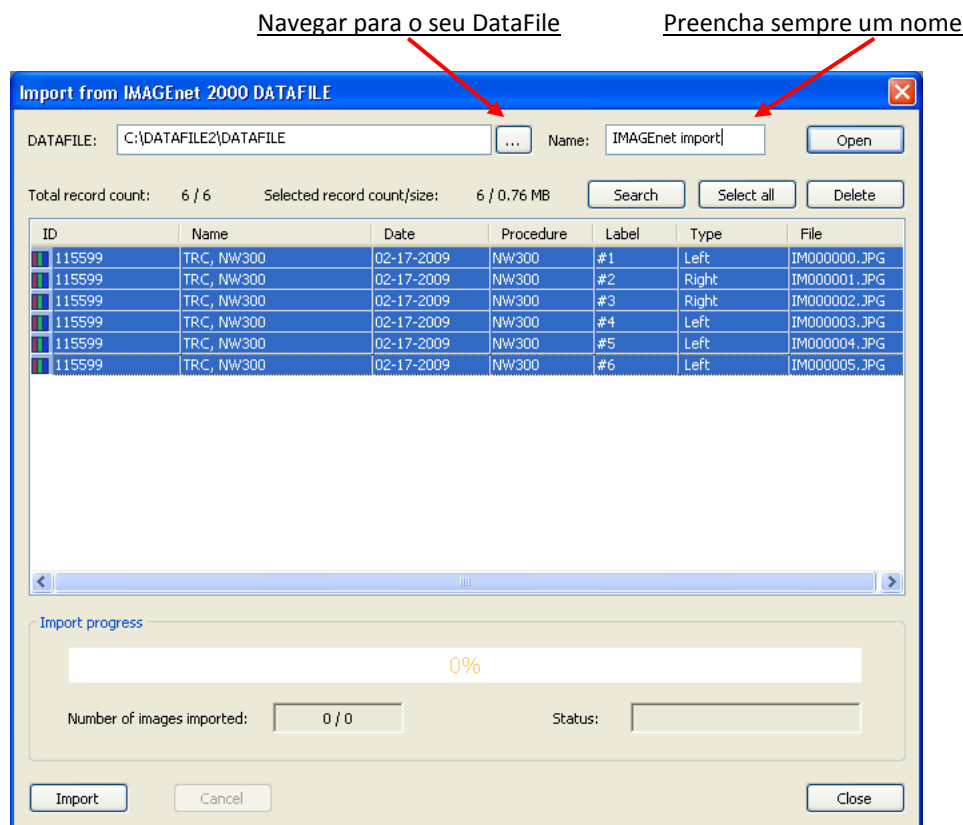 Navegar para o seu DataFile Preencha sempre um nome
Import from IMAGEnet 2000 DATAFILE
DATAFILE: C:\DATAFILE2\DATAFILE ... Name: IMAGEnet import Open
Total record count: 6 / 6 Selected record count/size: 6 / 0.76 MB Search Select all Delete
ID Name Date Procedure Label Type File
115599 TRC, NW300 02-17-2009 NW300 #1 Left IM000000.JPG
115599 TRC, NW300 02-17-2009 NW300 #2 Right IM000001.JPG
115599 TRC, NW300 02-17-2009 NW300 #3 Right IM000002.JPG
115599 TRC, NW300 02-17-2009 NW300 #4 Left IM000003.JPG
115599 TRC, NW300 02-17-2009 NW300 #5 Left IM000004.JPG
115599 TRC, NW300 02-17-2009 NW300 #6 Left IM000005.JPG
Import progress
0%
Number of images imported: 0 / 0 Status:
Import Cancel Close